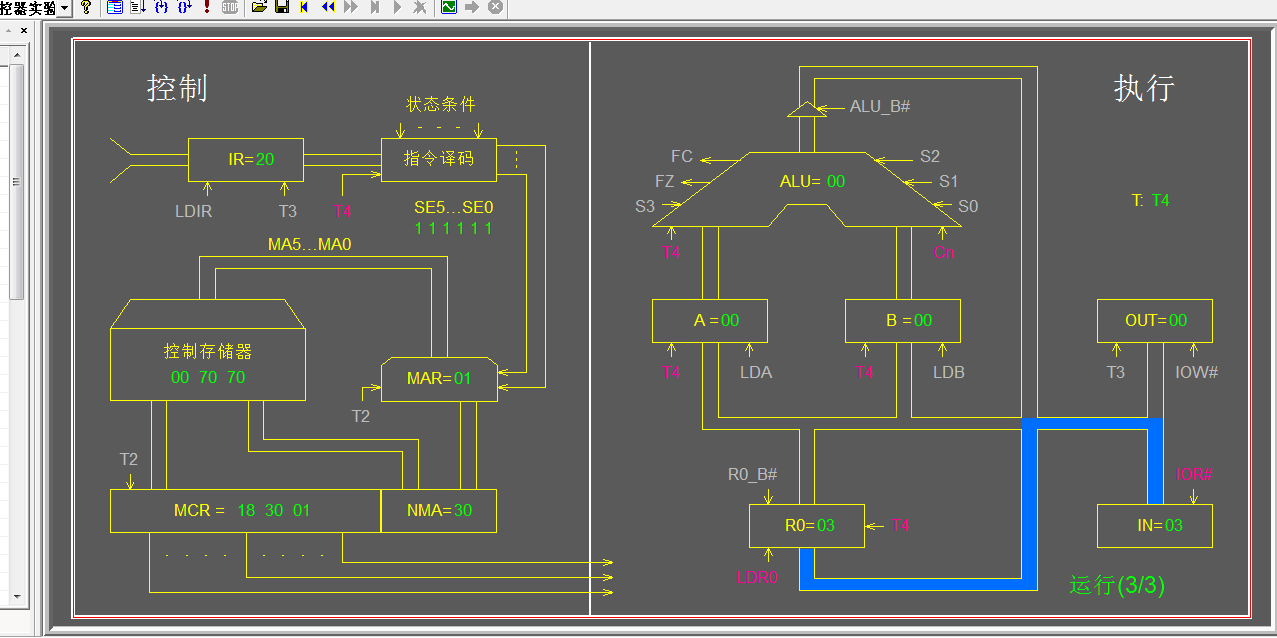 控器实验
STOP
控制
执行
状态条件
ALU_B#
IR=20
指令译码
FC
S2
FZ
ALU= 00
S1
S3
S0
T: T4
LDIR
T3
T4
SE5...SE0
1 1 1 1 1 1
MA5...MA0
T4
Cn
控制存储器
00 70 70
MAR=01
T2
A =00
B =00
OUT=00
T4
LDA
T4
LDB
T3
IOW#
T2
MCR = 18 30 01
NMA=30
R0_B#
IOR#
R0=03
T4
IN=03
LDR0
运行(3/3)